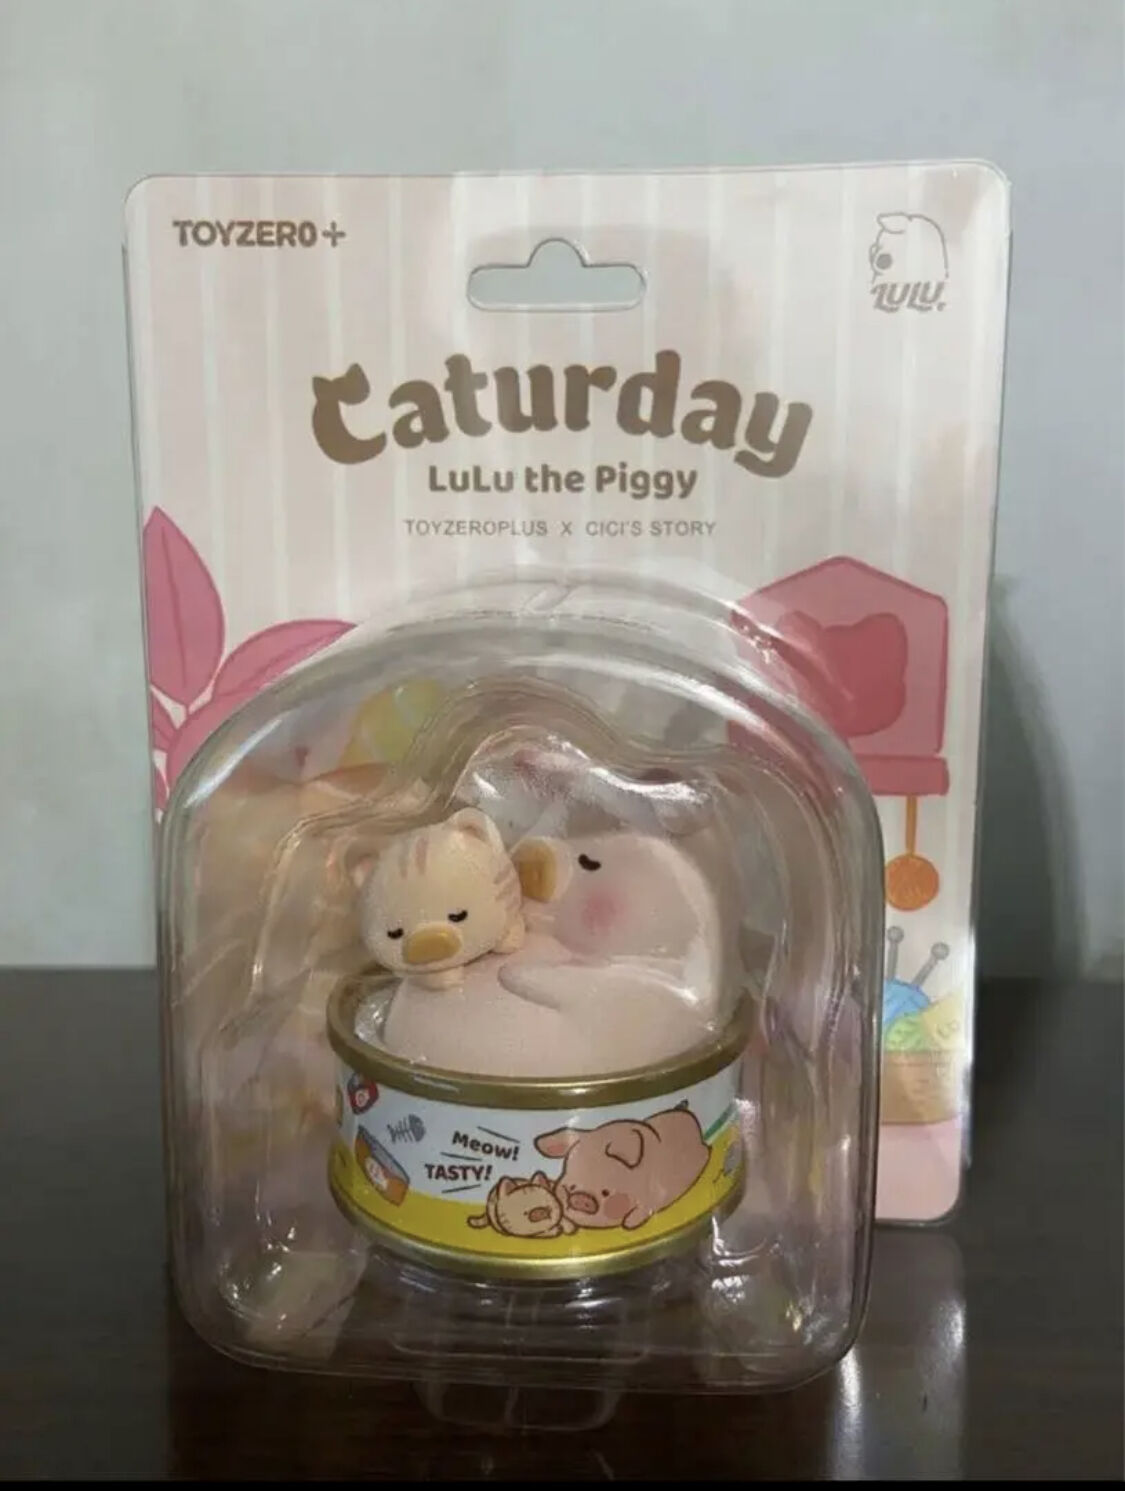 TOYZERO+
LULU
Caturday
LuLu the Piggy
TOYZEROPLUS X CICI'S STORY
Meow!
TASTY!